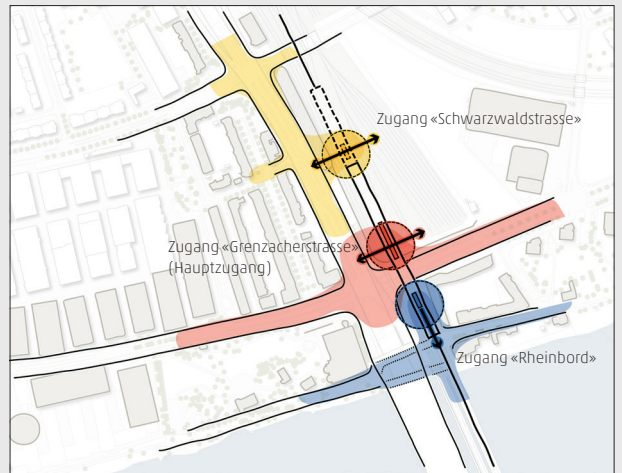 Zugang «Schwarzwaldstrasse»
Zugang «Grenzacherstrasse»
(Hauptzugang)
Zugang «Rheinbord»